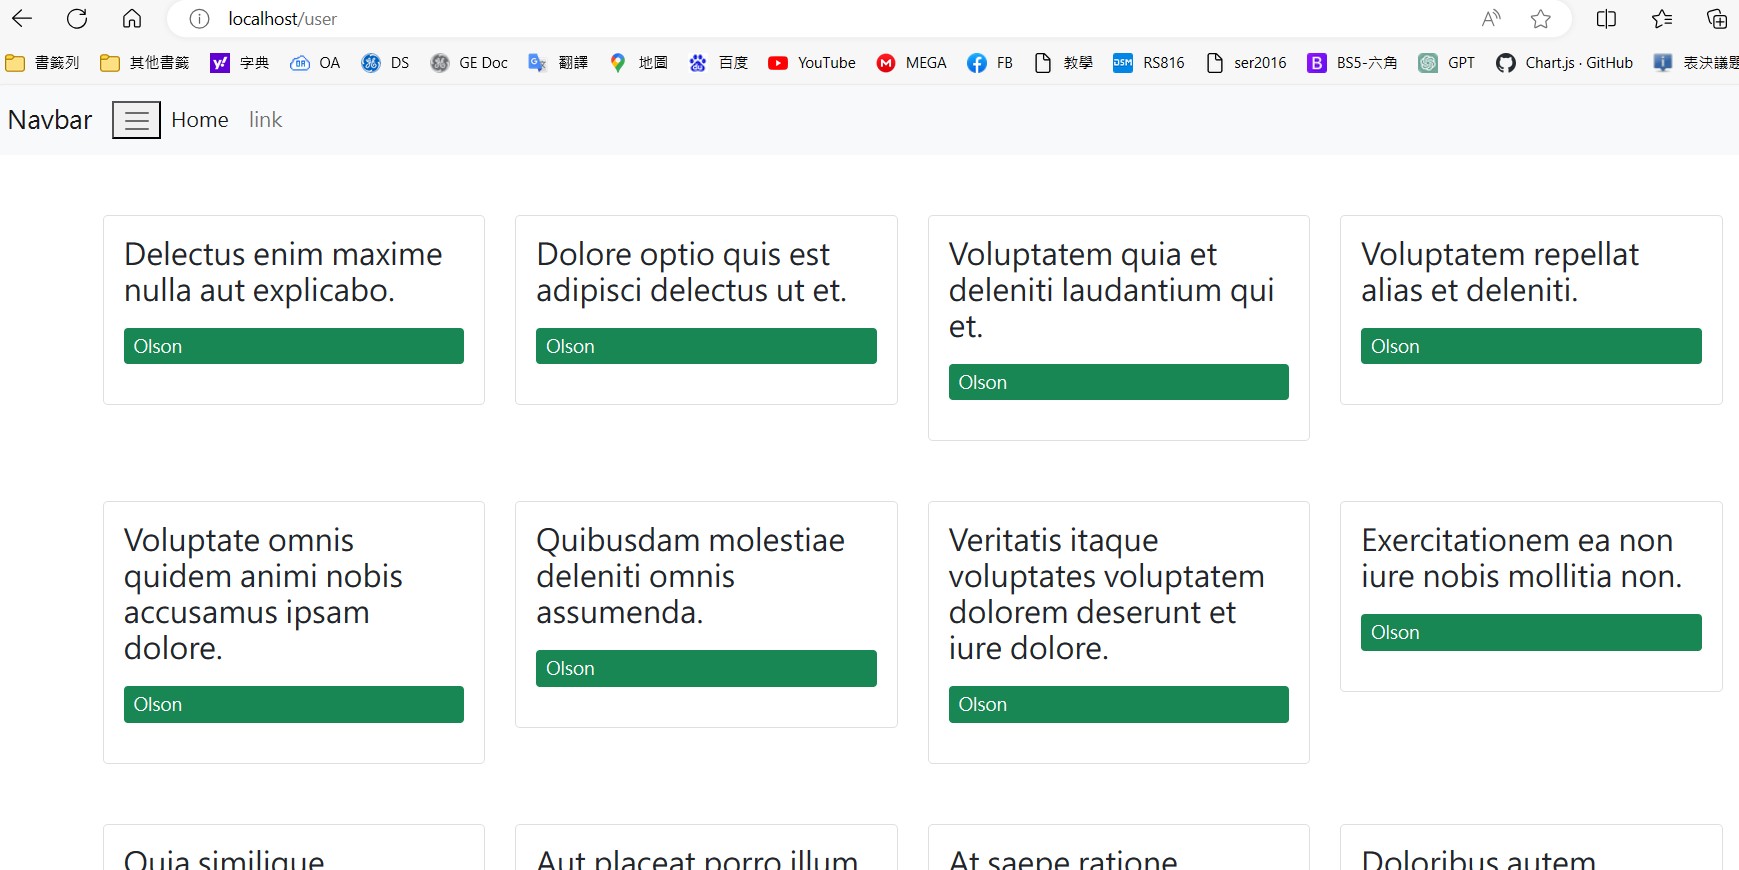 localhost/user
書籤列 其他書籤 字典 OA DS GE Doc 翻譯 地圖 百度 YouTube MEGA FB 教學 RS816 ser2016 BS5-六角 GPT Chart.js · GitHub 表決議題
Navbar Home link
Delectus enim maxime
nulla aut explicabo.
Olson
Dolore optio quis est
adipisci delectus ut et.
Olson
Voluptatem quia et
deleniti laudantium qui
et.
Olson
Voluptatem repellat
alias et deleniti.
Olson
Voluptate omnis
quidem animi nobis
accusamus ipsam
dolore.
Olson
Quibusdam molestiae
deleniti omnis
assumenda.
Olson
Veritatis itaque
voluptates voluptatem
dolorem deserunt et
iure dolore.
Olson
Exercitationem ea non
iure nobis mollitia non.
Olson
Quia similique
Aut placeat porro illum
At saepe ratione
Doloribus autem